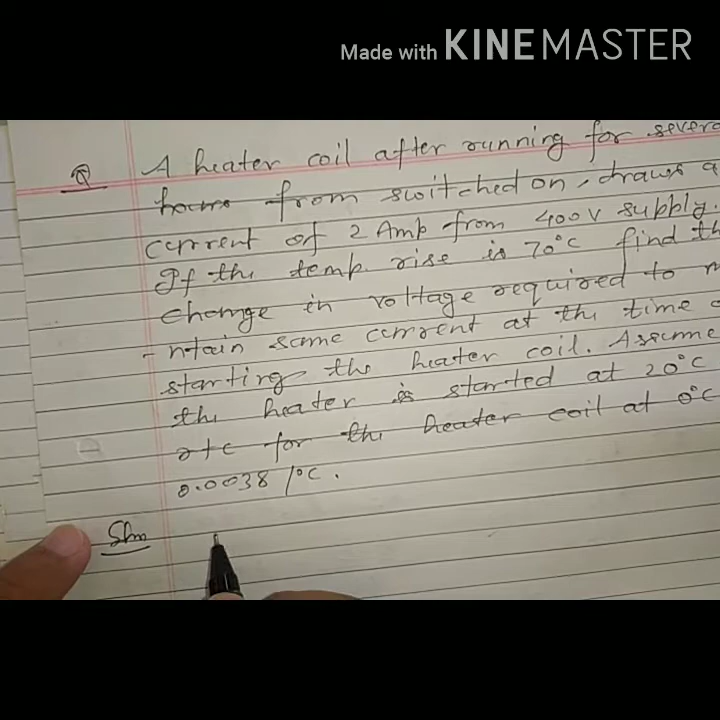 Made with KINEMASTER
Q A heater coil after running for severa
hours from switched on, draws a
current of 2 Amp from 400V supply.
If the temp. rise is 70°C find th
change in voltage required to m
- ntain same current at the time o
starting the heater coil. Assume
the heater is started at 20°C
rtc for the heater coil at 0°C
0.0038 /°C.
Sln